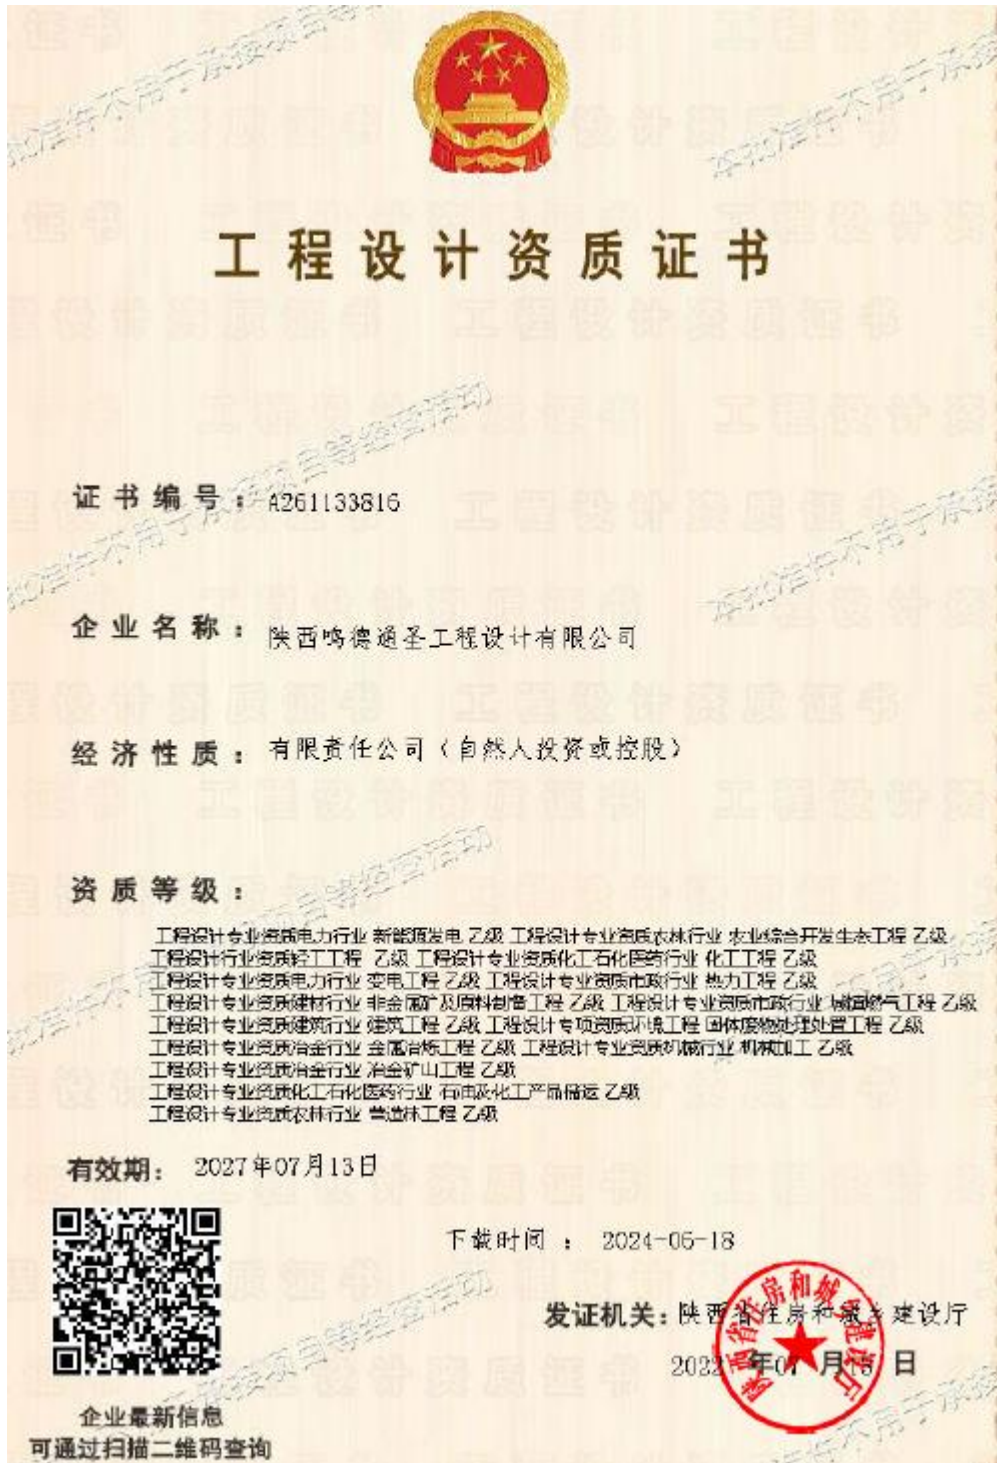 工程设计资质证书
证书编号：A261133816
企业名称：陕西鸣德通圣工程设计有限公司
经济性质：有限责任公司（自然人投资或控股）
资质等级：
工程设计专业资质电力行业 新能源发电 乙级 工程设计专业资质农林行业 农业综合开发生态工程 乙级
工程设计行业资质轻工工程 乙级 工程设计专业资质化工石化医药行业 化工工程 乙级
工程设计专业资质电力行业 变电工程 乙级 工程设计专业资质市政行业 热力工程 乙级
工程设计专业资质建材行业 非金属矿及原料制备工程 乙级 工程设计专业资质市政行业 城镇燃气工程 乙级
工程设计专业资质建筑行业 建筑工程 乙级 工程设计专项资质环境工程 固体废物处理处置工程 乙级
工程设计专业资质冶金行业 金属冶炼工程 乙级 工程设计专业资质机械行业 机械加工 乙级
工程设计专业资质冶金行业 冶金矿山工程 乙级
工程设计专业资质化工石化医药行业 石油及化工产品储运 乙级
工程设计专业资质农林行业 营造林工程 乙级
有效期：2027年07月13日
下载时间：
发证机关：陕西省住房和城乡建设厅
2022年07月 日
陕西省住房和城乡建设厅
企业最新信息
可通过扫描二维码查询